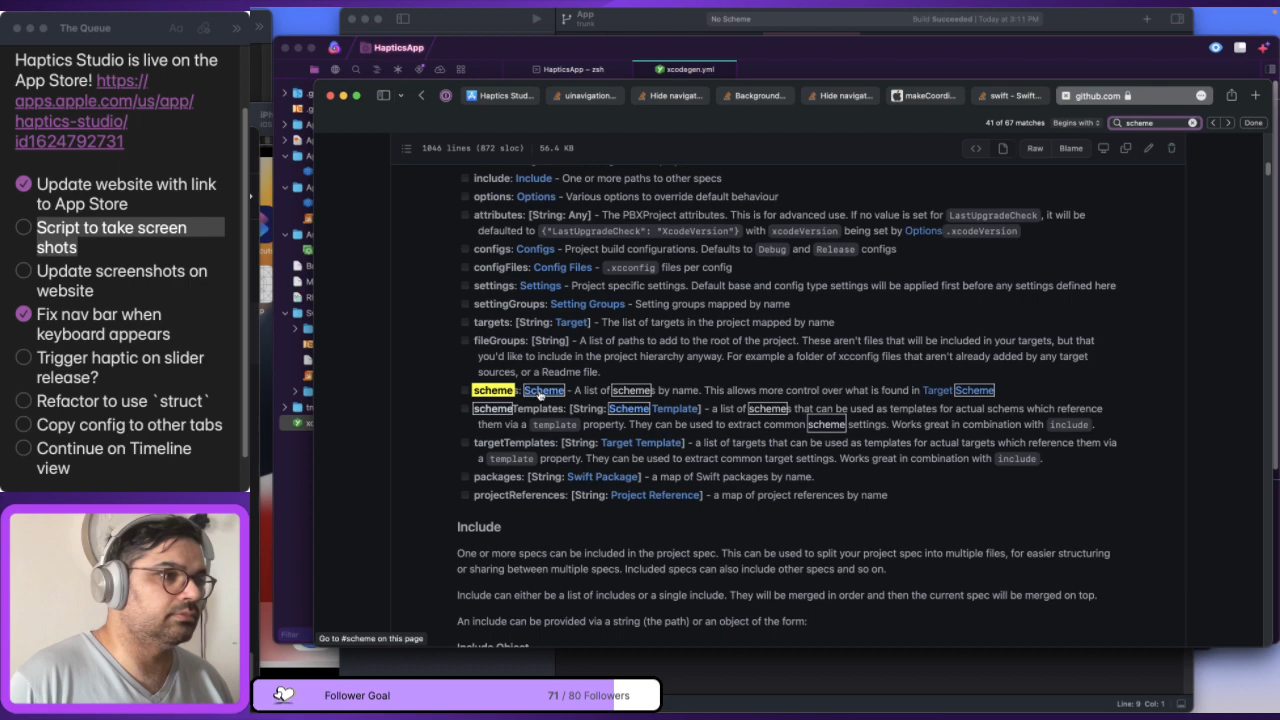 The Queue
Haptics Studio is live on the
App Store! https://
apps.apple.com/us/app/
haptics-studio/
id1624792731
Update website with link
to App Store
Script to take screen
shots
Update screenshots on
website
Fix nav bar when
keyboard appears
Trigger haptic on slider
release?
Refactor to use `struct`
Copy config to other tabs
Continue on Timeline
view
App
trunk
No Scheme
Build Succeeded | Today at 3:11 PM
HapticsApp
HapticsApp — zsh
xcodegen.yml
Haptics Stud...
uinavigation...
Hide navigat...
Background...
Hide navigat...
makeCoordi...
swift - Swift...
github.com
41 of 67 matches
Begins with
scheme
Done
1046 lines (872 sloc)
56.4 KB
Raw
Blame
include: Include - One or more paths to other specs
options: Options - Various options to override default behaviour
attributes: [String: Any] - The PBXProject attributes. This is for advanced use. If no value is set for LastUpgradeCheck, it will be
defaulted to {"LastUpgradeCheck": "XcodeVersion"} with xcodeVersion being set by Options.xcodeVersion
configs: Configs - Project build configurations. Defaults to Debug and Release configs
configFiles: Config Files - .xcconfig files per config
settings: Settings - Project specific settings. Default base and config type settings will be applied first before any settings defined here
settingGroups: Setting Groups - Setting groups mapped by name
targets: [String: Target] - The list of targets in the project mapped by name
fileGroups: [String] - A list of paths to add to the root of the project. These aren't files that will be included in your targets, but that
you'd like to include in the project hierarchy anyway. For example a folder of xcconfig files that aren't already added by any target
sources, or a Readme file.
schemes: Scheme - A list of schemes by name. This allows more control over what is found in Target Scheme
schemeTemplates: [String: Scheme Template] - a list of schemes that can be used as templates for actual schems which reference
them via a template property. They can be used to extract common scheme settings. Works great in combination with include.
targetTemplates: [String: Target Template] - a list of targets that can be used as templates for actual targets which reference them via
a template property. They can be used to extract common target settings. Works great in combination with include.
packages: [String: Swift Package] - a map of Swift packages by name.
projectReferences: [String: Project Reference] - a map of project references by name
Include
One or more specs can be included in the project spec. This can be used to split your project spec into multiple files, for easier structuring
or sharing between multiple specs. Included specs can also include other specs and so on.
Include can either be a list of includes or a single include. They will be merged in order and then the current spec will be merged on top.
An include can be provided via a string (the path) or an object of the form:
Include Object
Filter
Go to #scheme on this page
Follower Goal
71 / 80 Followers
Line: 9 Col: 1